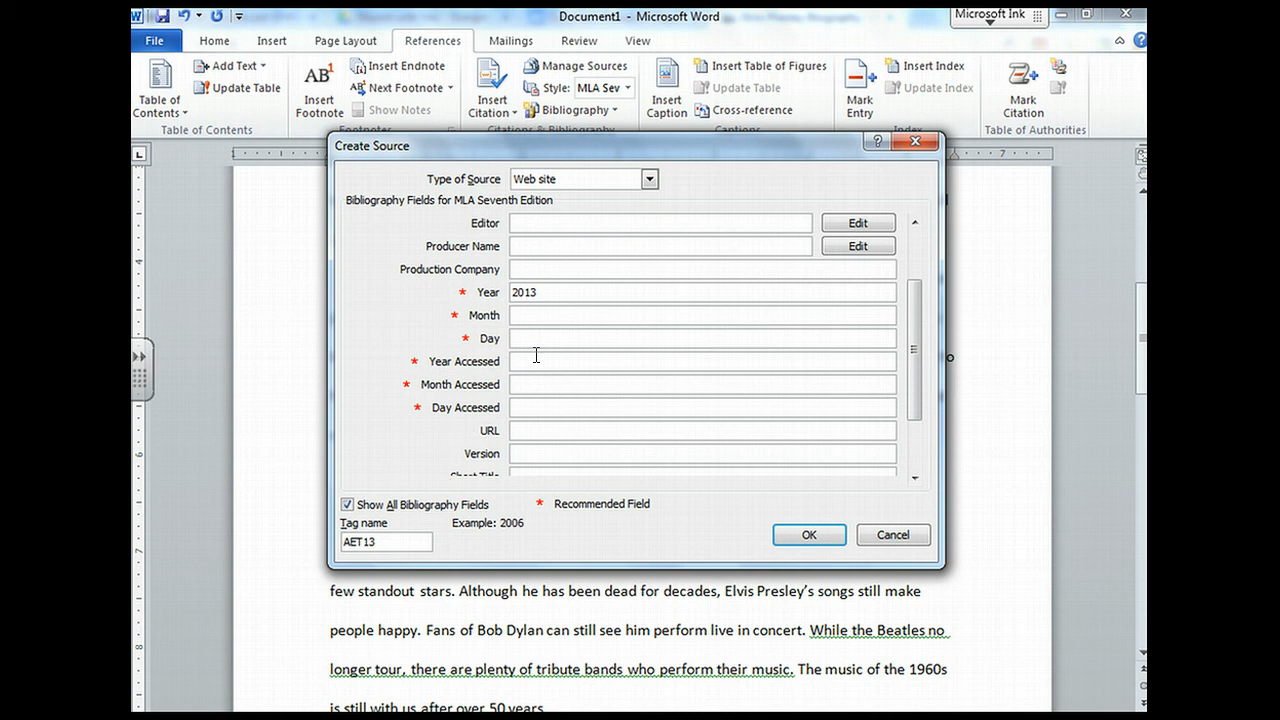 Document1 - Microsoft Word
Microsoft Ink
File Home Insert Page Layout References Mailings Review View
Add Text
Insert Endnote
Manage Sources
Insert Table of Figures
Insert Index
Update Table
AB1
Next Footnote
Style: MLA Sev
Update Table
Update Index
Table of Contents
Insert Footnote
Show Notes
Insert Citation
Bibliography
Insert Caption
Cross-reference
Mark Entry
Mark Citation
Table of Contents
Footnotes
Citations & Bibliography
Captions
Index
Table of Authorities
Create Source
Type of Source Web site
Bibliography Fields for MLA Seventh Edition
Editor Edit
Producer Name Edit
Production Company
* Year 2013
* Month
* Day
* Year Accessed
* Month Accessed
* Day Accessed
URL
Version
Show All Bibliography Fields * Recommended Field
Tag name Example: 2006
AET13
OK Cancel
few standout stars. Although he has been dead for decades, Elvis Presley’s songs still make
people happy. Fans of Bob Dylan can still see him perform live in concert. While the Beatles no
longer tour, there are plenty of tribute bands who perform their music. The music of the 1960s
is still with us after over 50 years